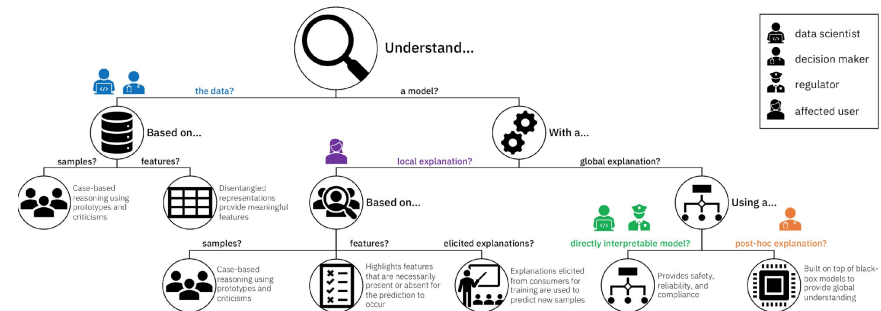 Understand...
data scientist
decision maker
regulator
affected user
the data?
a model?
Based on...
With a...
samples?
features?
local explanation?
global explanation?
Case-based
reasoning using
prototypes and
criticisms
Disentangled
representations
provide meaningful
features
Based on...
Using a...
samples?
features?
elicited explanations?
directly interpretable model?
post-hoc explanation?
Case-based
reasoning using
prototypes and
criticisms
Highlights features
that are necessarily
present or absent for
the prediction to
occur
Explanations elicited
from consumers for
training are used to
predict new samples
Provides safety,
reliability, and
compliance
Built on top of black-
box models to
provide global
understanding